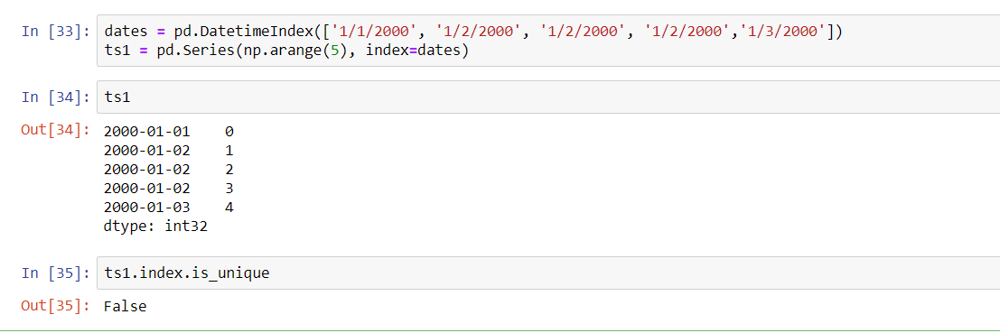 In [33]: dates = pd.DatetimeIndex(['1/1/2000', '1/2/2000', '1/2/2000', '1/2/2000','1/3/2000'])
ts1 = pd.Series(np.arange(5), index=dates)
In [34]: ts1
Out[34]: 2000-01-01    0
2000-01-02    1
2000-01-02    2
2000-01-02    3
2000-01-03    4
dtype: int32
In [35]: ts1.index.is_unique
Out[35]: False